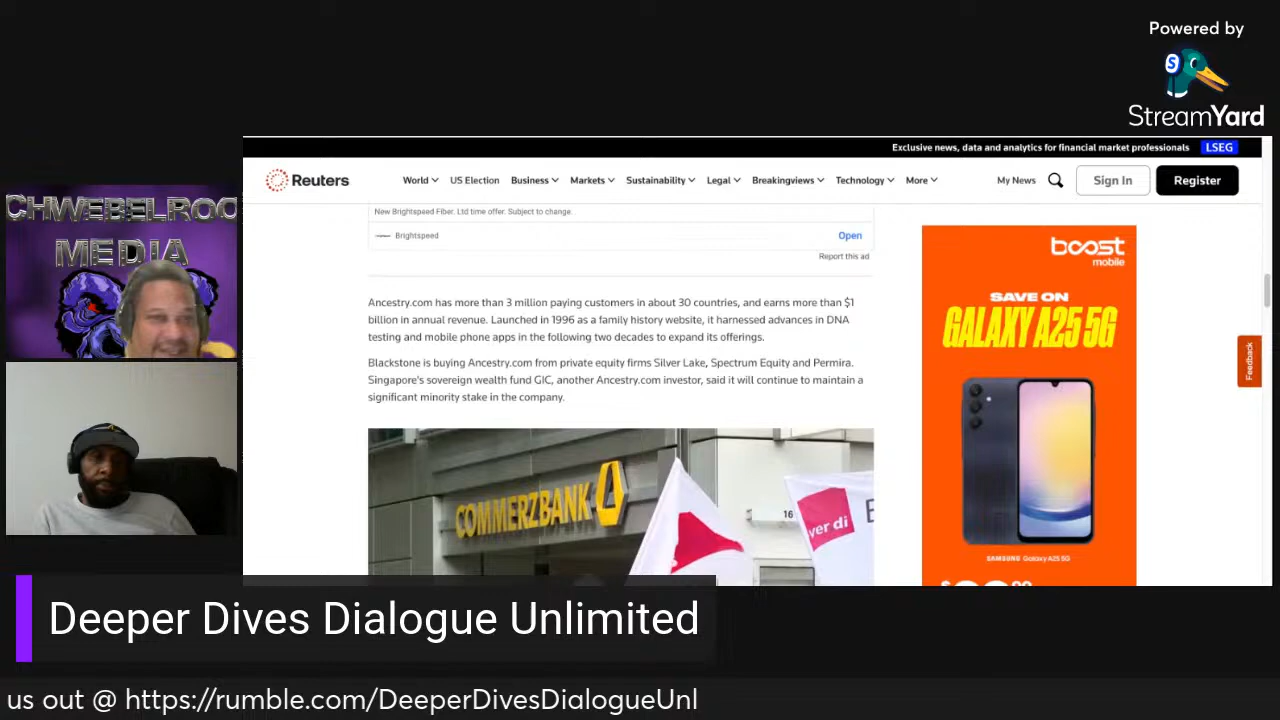 Powered by
StreamYard
Exclusive news, data and analytics for financial market professionals LSEG
Reuters World US Election Business Markets Sustainability Legal Breakingviews Technology More My News Sign In Register
New Brightspeed Fiber. Ltd time offer. Subject to change.
Brightspeed Open
Report this ad
Ancestry.com has more than 3 million paying customers in about 30 countries, and earns more than $1
billion in annual revenue. Launched in 1996 as a family history website, it harnessed advances in DNA
testing and mobile phone apps in the following two decades to expand its offerings.
Blackstone is buying Ancestry.com from private equity firms Silver Lake, Spectrum Equity and Permira.
Singapore's sovereign wealth fund GIC, another Ancestry.com investor, said it will continue to maintain a
significant minority stake in the company.
COMMERZBANK
16
ver di
boost
mobile
SAVE ON
GALAXY A25 5G
SAMSUNG Galaxy A25 5G
Feedback
CHWEBELROC
MEDIA
Deeper Dives Dialogue Unlimited
us out @ https://rumble.com/DeeperDivesDialogueUnl